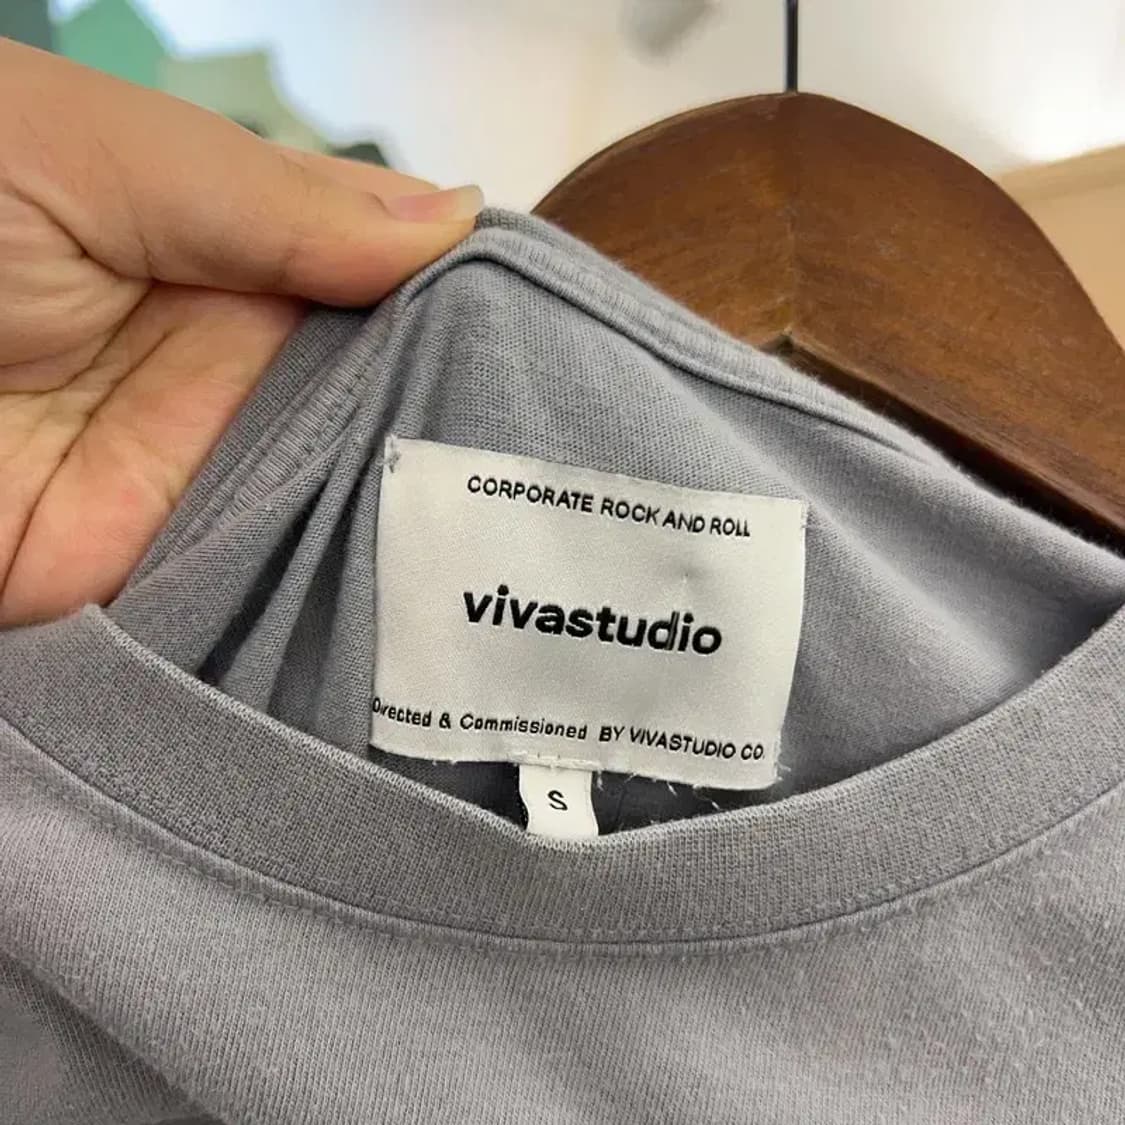 CORPORATE ROCK AND ROLL
vivastudio
Directed & Commissioned BY VIVASTUDIO CO.
S